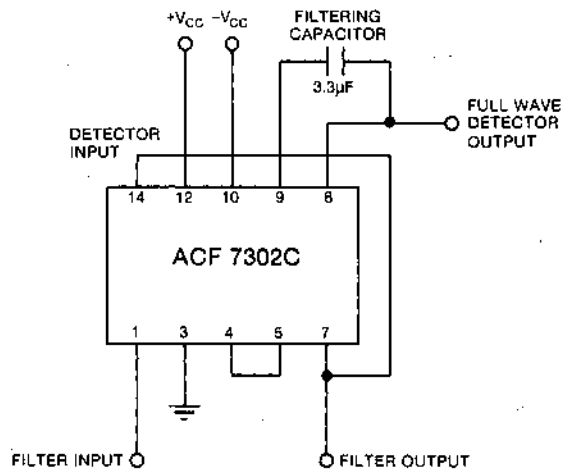 +VCC −VCC
FILTERING
CAPACITOR
3.3µF
FULL WAVE
DETECTOR
OUTPUT
DETECTOR
INPUT
14 12 10 9 8
ACF 7302C
1 3 4 5 7
FILTER INPUT
FILTER OUTPUT